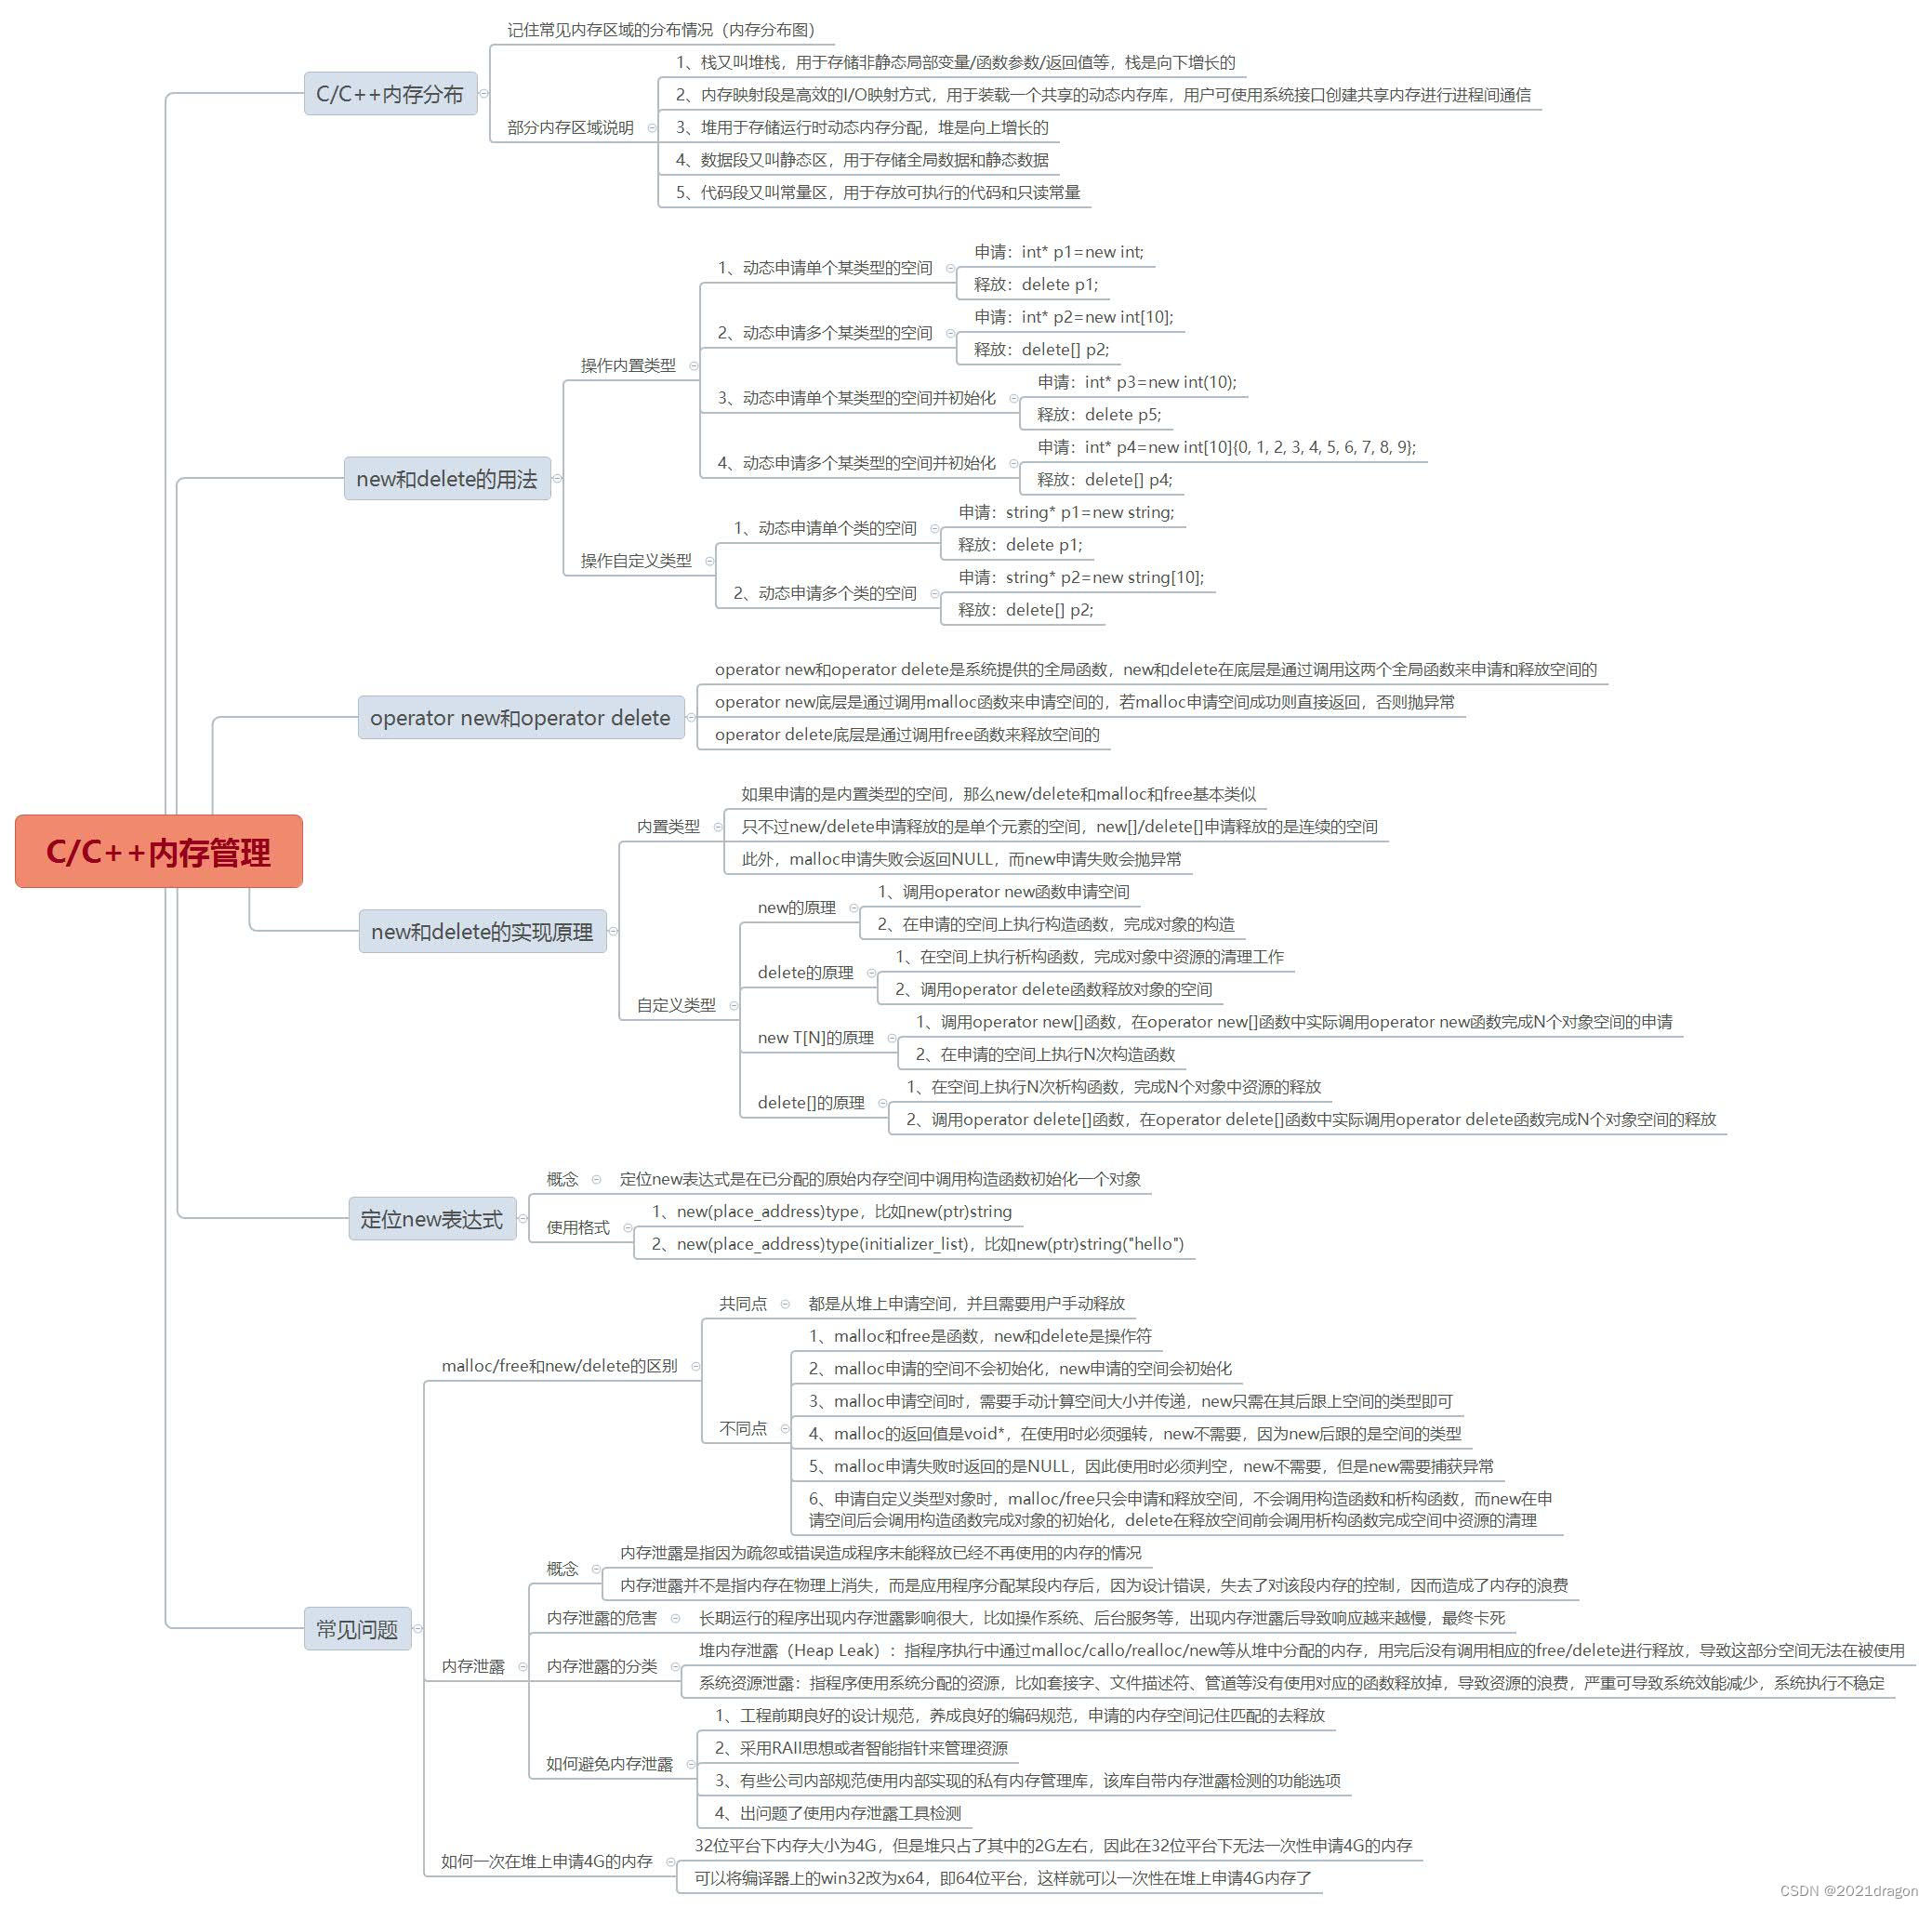 C/C++内存管理
C/C++内存分布
记住常见内存区域的分布情况（内存分布图）
部分内存区域说明
1、栈又叫堆栈，用于存储非静态局部变量/函数参数/返回值等，栈是向下增长的
2、内存映射段是高效的I/O映射方式，用于装载一个共享的动态内存库，用户可使用系统接口创建共享内存进行进程间通信
3、堆用于存储运行时动态内存分配，堆是向上增长的
4、数据段又叫静态区，用于存储全局数据和静态数据
5、代码段又叫常量区，用于存放可执行的代码和只读常量
new和delete的用法
操作内置类型
1、动态申请单个某类型的空间
申请：int* p1=new int;
释放：delete p1;
2、动态申请多个某类型的空间
申请：int* p2=new int[10];
释放：delete[] p2;
3、动态申请单个某类型的空间并初始化
申请：int* p3=new int(10);
释放：delete p5;
4、动态申请多个某类型的空间并初始化
申请：int* p4=new int[10]{0, 1, 2, 3, 4, 5, 6, 7, 8, 9};
释放：delete[] p4;
操作自定义类型
1、动态申请单个类的空间
申请：string* p1=new string;
释放：delete p1;
2、动态申请多个类的空间
申请：string* p2=new string[10];
释放：delete[] p2;
operator new和operator delete
operator new和operator delete是系统提供的全局函数，new和delete在底层是通过调用这两个全局函数来申请和释放空间的
operator new底层是通过调用malloc函数来申请空间的，若malloc申请空间成功则直接返回，否则抛异常
operator delete底层是通过调用free函数来释放空间的
new和delete的实现原理
内置类型
如果申请的是内置类型的空间，那么new/delete和malloc和free基本类似
只不过new/delete申请释放的是单个元素的空间，new[]/delete[]申请释放的是连续的空间
此外，malloc申请失败会返回NULL，而new申请失败会抛异常
自定义类型
new的原理
1、调用operator new函数申请空间
2、在申请的空间上执行构造函数，完成对象的构造
delete的原理
1、在空间上执行析构函数，完成对象中资源的清理工作
2、调用operator delete函数释放对象的空间
new T[N]的原理
1、调用operator new[]函数，在operator new[]函数中实际调用operator new函数完成N个对象空间的申请
2、在申请的空间上执行N次构造函数
delete[]的原理
1、在空间上执行N次析构函数，完成N个对象中资源的释放
2、调用operator delete[]函数，在operator delete[]函数中实际调用operator delete函数完成N个对象空间的释放
定位new表达式
概念
定位new表达式是在已分配的原始内存空间中调用构造函数初始化一个对象
使用格式
1、new(place_address)type，比如new(ptr)string
2、new(place_address)type(initializer_list)，比如new(ptr)string("hello")
常见问题
malloc/free和new/delete的区别
共同点
都是从堆上申请空间，并且需要用户手动释放
不同点
1、malloc和free是函数，new和delete是操作符
2、malloc申请的空间不会初始化，new申请的空间会初始化
3、malloc申请空间时，需要手动计算空间大小并传递，new只需在其后跟上空间的类型即可
4、malloc的返回值是void*，在使用时必须强转，new不需要，因为new后跟的是空间的类型
5、malloc申请失败时返回的是NULL，因此使用时必须判空，new不需要，但是new需要捕获异常
6、申请自定义类型对象时，malloc/free只会申请和释放空间，不会调用构造函数和析构函数，而new在申
请空间后会调用构造函数完成对象的初始化，delete在释放空间前会调用析构函数完成空间中资源的清理
内存泄露
概念
内存泄露是指因为疏忽或错误造成程序未能释放已经不再使用的内存的情况
内存泄露并不是指内存在物理上消失，而是应用程序分配某段内存后，因为设计错误，失去了对该段内存的控制，因而造成了内存的浪费
内存泄露的危害
长期运行的程序出现内存泄露影响很大，比如操作系统、后台服务等，出现内存泄露后导致响应越来越慢，最终卡死
内存泄露的分类
堆内存泄露（Heap Leak）：指程序执行中通过malloc/callo/realloc/new等从堆中分配的内存，用完后没有调用相应的free/delete进行释放，导致这部分空间无法在被使用
系统资源泄露：指程序使用系统分配的资源，比如套接字、文件描述符、管道等没有使用对应的函数释放掉，导致资源的浪费，严重可导致系统效能减少，系统执行不稳定
如何避免内存泄露
1、工程前期良好的设计规范，养成良好的编码规范，申请的内存空间记住匹配的去释放
2、采用RAII思想或者智能指针来管理资源
3、有些公司内部规范使用内部实现的私有内存管理库，该库自带内存泄露检测的功能选项
4、出问题了使用内存泄露工具检测
如何一次在堆上申请4G的内存
32位平台下内存大小为4G，但是堆只占了其中的2G左右，因此在32位平台下无法一次性申请4G的内存
可以将编译器上的win32改为x64，即64位平台，这样就可以一次性在堆上申请4G内存了
CSDN @2021dragon